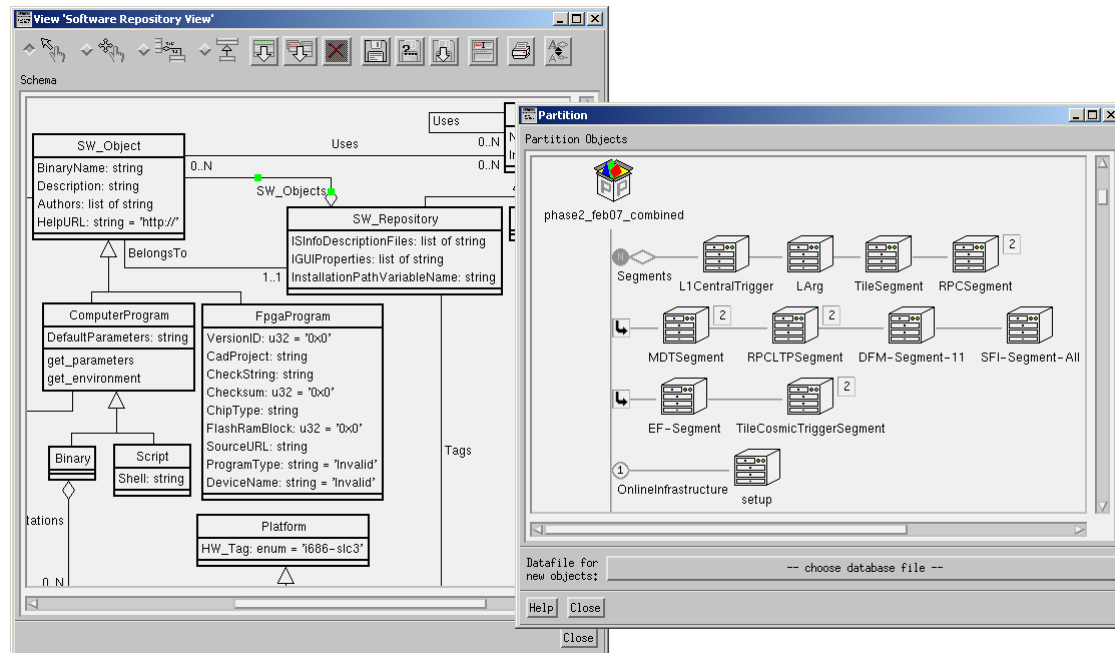 View 'Software Repository View'
Schema
SW_Object
BinaryName: string
Description: string
Authors: list of string
HelpURL: string = 'http://'
Uses
Uses
0..N
0..N
0..N
SW_Objects
BelongsTo
1..1
SW_Repository
ISInfoDescriptionFiles: list of string
IGUIProperties: list of string
InstallationPathVariableName: string
ComputerProgram
DefaultParameters: string
get_parameters
get_environment
FpgaProgram
VersionID: u32 = '0x0'
CadProject: string
CheckString: string
Checksum: u32 = '0x0'
ChipType: string
FlashRamBlock: u32 = '0x0'
SourceURL: string
ProgramType: string = 'Invalid'
DeviceName: string = 'Invalid'
Binary
Script
Shell: string
Tags
Platform
HW_Tag: enum = 'i686-slc3'
tations
0..N
Close
Partition
Partition Objects
phase2_feb07_combined
N
Segments
L1CentralTrigger
LArg
TileSegment
RPCSegment
2
MDTSegment
2
RPCLTPSegment
2
DFM-Segment-11
SFI-Segment-All
EF-Segment
TileCosmicTriggerSegment
2
1
OnlineInfrastructure
setup
Datafile for
new objects:
-- choose database file --
Help
Close